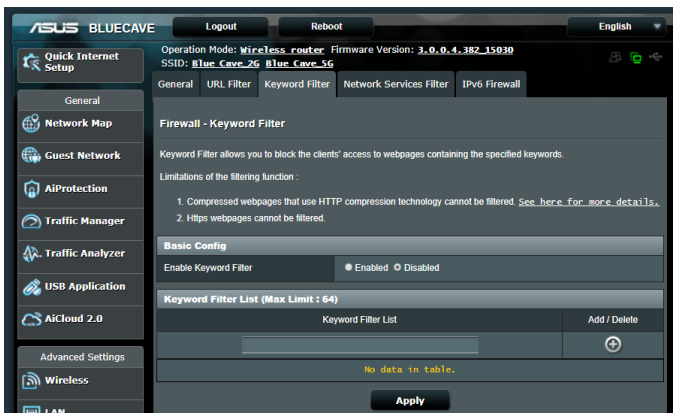 ASUS BLUECAVE
Logout
Reboot
English
Quick Internet
Setup
General
Network Map
Guest Network
AiProtection
Traffic Manager
Traffic Analyzer
USB Application
AiCloud 2.0
Advanced Settings
Wireless
LAN
Operation Mode: Wireless router Firmware Version: 3.0.0.4.382_15030
SSID: Blue Cave_2G Blue Cave_5G
General URL Filter Keyword Filter Network Services Filter IPv6 Firewall
Firewall - Keyword Filter
Keyword Filter allows you to block the clients' access to webpages containing the specified keywords.
Limitations of the filtering function :
1. Compressed webpages that use HTTP compression technology cannot be filtered. See here for more details.
2. Https webpages cannot be filtered.
Basic Config
Enable Keyword Filter Enabled Disabled
Keyword Filter List (Max Limit : 64)
Keyword Filter List Add / Delete
No data in table.
Apply